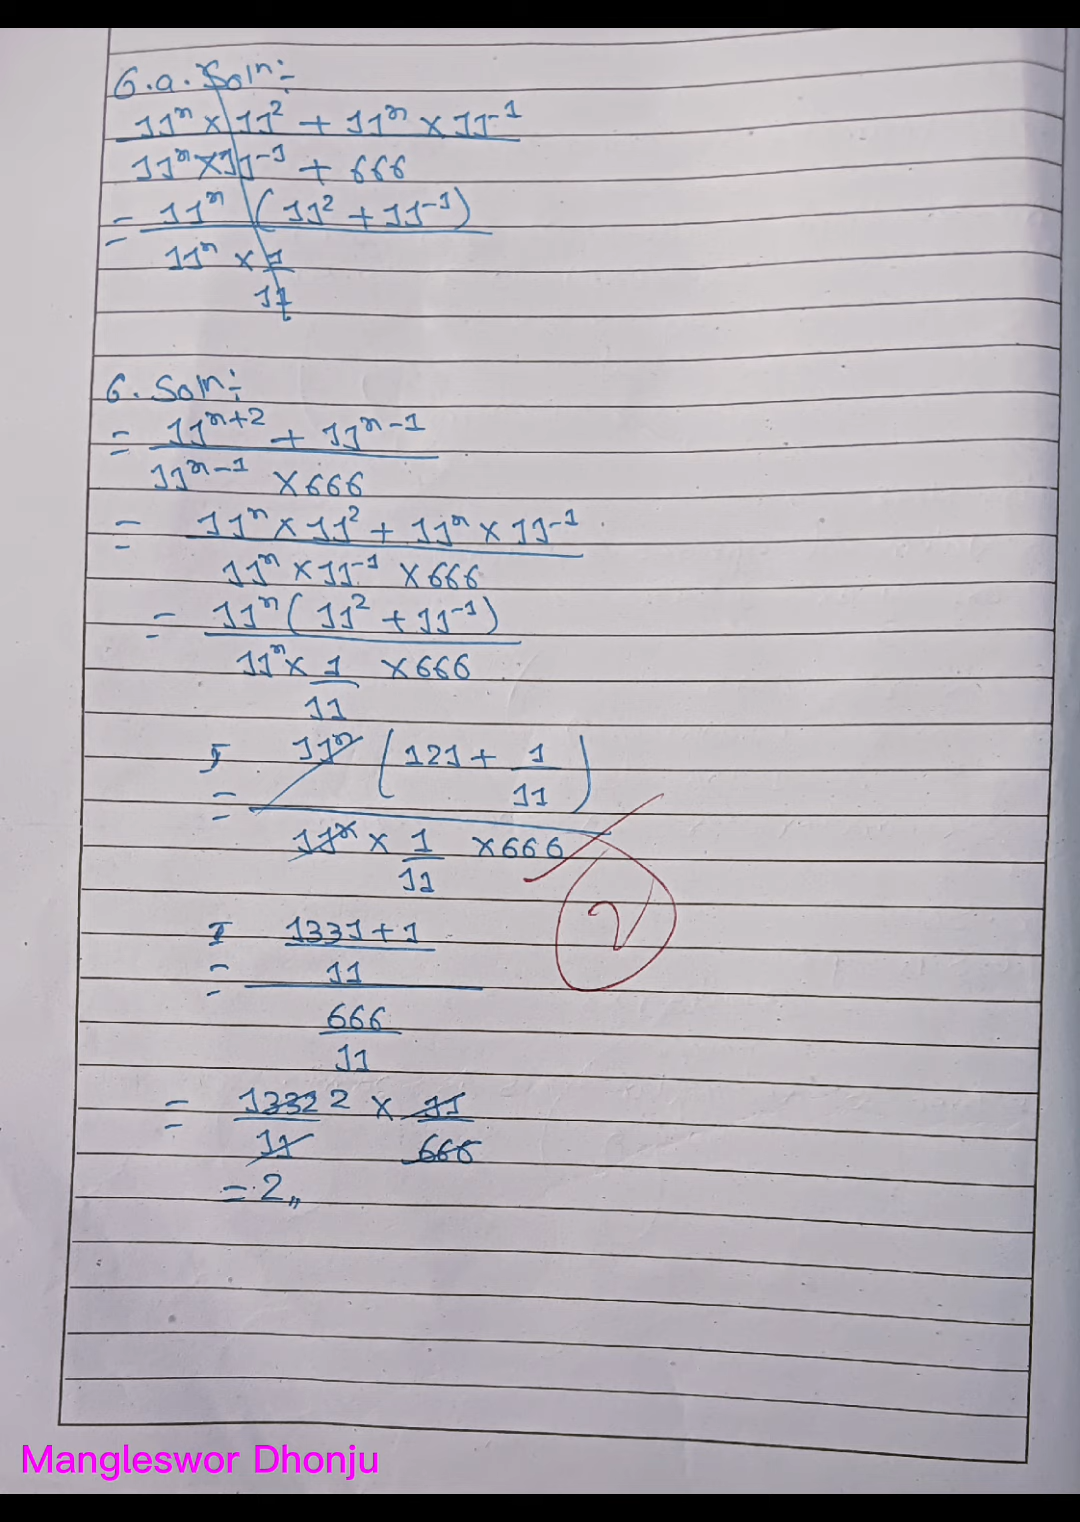 6.a. Soln:-
11ⁿ × 11² + 11ⁿ × 11⁻¹
11ⁿ × 11⁻¹ + 666
= 11ⁿ (11² + 11⁻¹)
11ⁿ × 1
11
6. Soln:-
= 11ⁿ⁺² + 11ⁿ⁻¹
11ⁿ⁻¹ × 666
= 11ⁿ × 11² + 11ⁿ × 11⁻¹
11ⁿ × 11⁻¹ × 666
= 11ⁿ (11² + 11⁻¹)
11ⁿ × 1 × 666
11
11ⁿ (121 + 1
= 11)
11ⁿ × 1 × 666
11
1331 + 1
= 11
666
11
= 1332 2 × 11
11 666
= 2,,
2
Mangleswor Dhonju